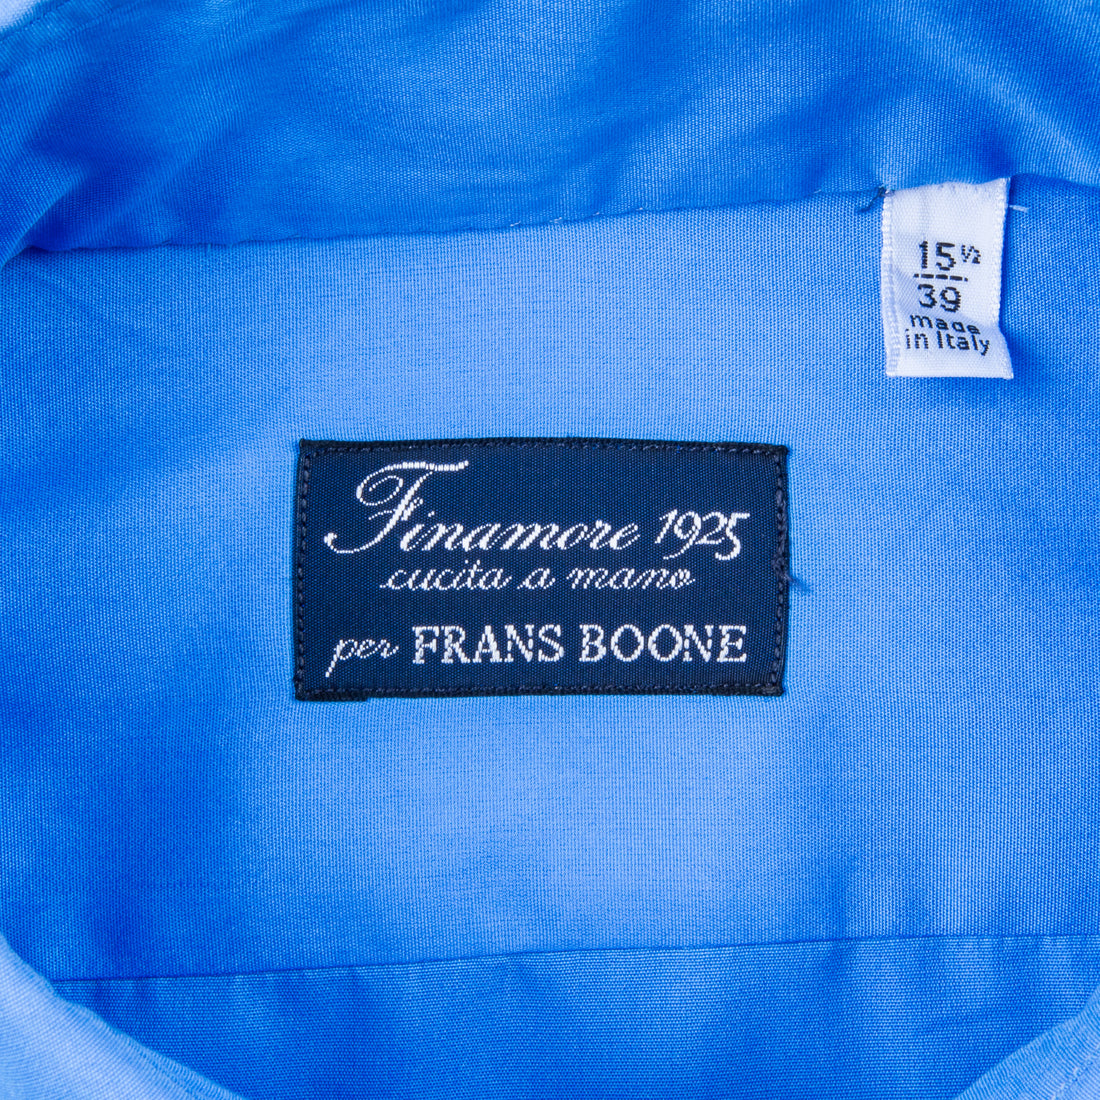 15½
39
made
in Italy
Finamore 1925
cucita a mano
per FRANS BOONE